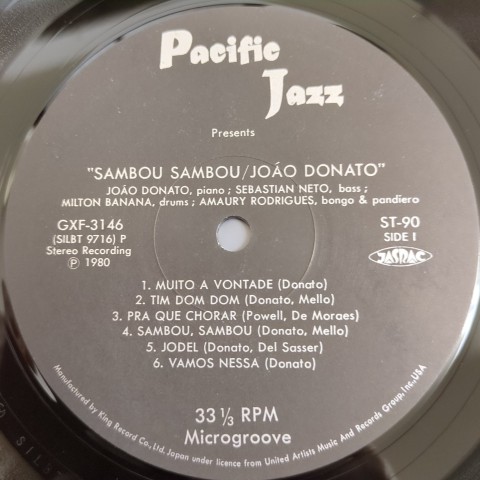 Pacific
Jazz
Presents
"SAMBOU SAMBOU/JOÁO DONATO"
JOÁO DONATO, piano ; SEBASTIAN NETO, bass ;
MILTON BANANA, drums ; AMAURY RODRIGUES, bongo & pandiero
GXF-3146
(SILBT 9716) P
Stereo Recording
Ⓟ 1980
ST-90
SIDE I
JASRAC
1. MUITO A VONTADE (Donato)
2. TIM DOM DOM (Donato, Mello)
3. PRA QUE CHORAR (Powell, De Moraes)
4. SAMBOU, SAMBOU (Donato, Mello)
5. JODEL (Donato, Del Sasser)
6. VAMOS NESSA (Donato)
33 1/3 RPM
Microgroove
Manufactured by King Record Co., Ltd. Japan under licence from United Artists Music And Records Group, Inc., USA